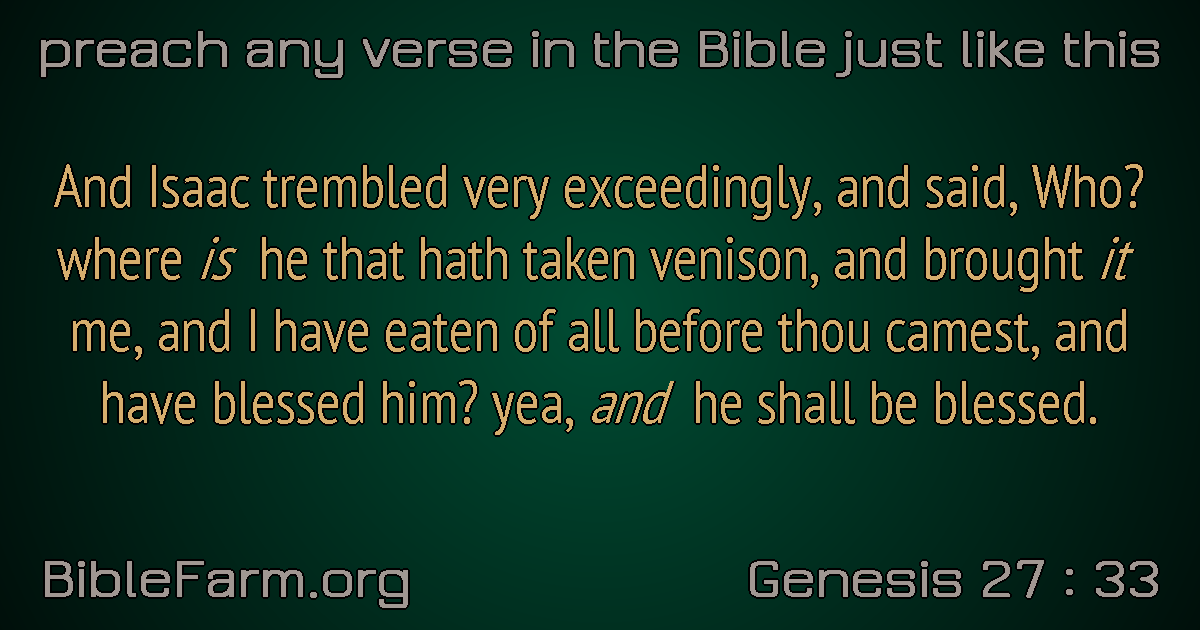 preach any verse in the Bible just like this
And Isaac trembled very exceedingly, and said, Who?
where is he that hath taken venison, and brought it
me, and I have eaten of all before thou camest, and
have blessed him? yea, and he shall be blessed.
BibleFarm.org
Genesis 27 : 33